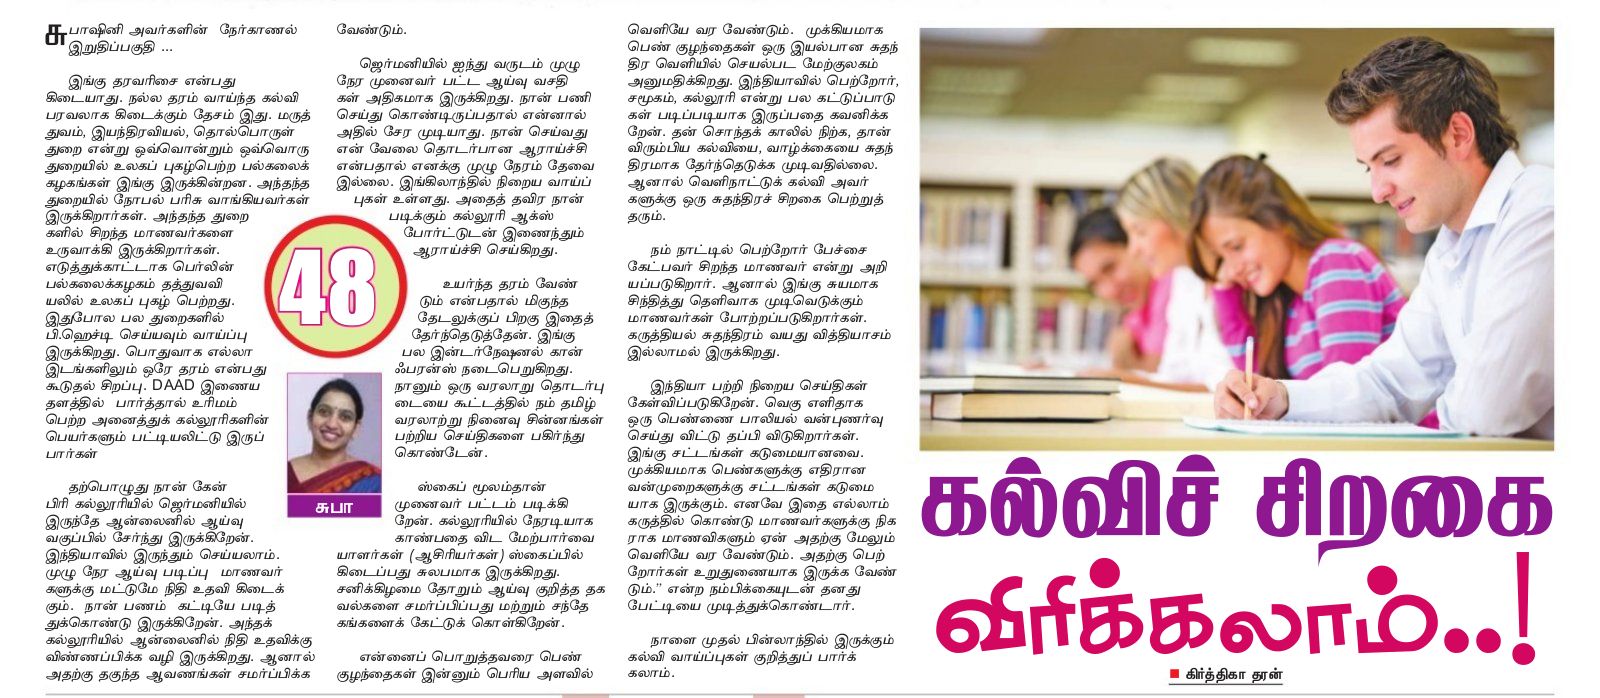 சுபாஷினி அவர்களின் நேர்காணல்
இறுதிப்பகுதி ...
இங்கு தரவரிசை என்பது
கிடையாது. நல்ல தரம் வாய்ந்த கல்வி
பரவலாக கிடைக்கும் தேசம் இது. மருத்
துவம், இயந்திரவியல், தொல்பொருள்
துறை என்று ஒவ்வொன்றும் ஒவ்வொரு
துறையில் உலகப் புகழ்பெற்ற பல்கலைக்
கழகங்கள் இங்கு இருக்கின்றன. அந்தந்த
துறையில் நோபல் பரிசு வாங்கியவர்கள்
இருக்கிறார்கள். அந்தந்த துறை
களில் சிறந்த மாணவர்களை
உருவாக்கி இருக்கிறார்கள்.
எடுத்துக்காட்டாக பெர்லின்
பல்கலைக்கழகம் தத்துவவி
யலில் உலகப் புகழ் பெற்றது.
இதுபோல பல துறைகளில்
பி.ஹெச்டி செய்யவும் வாய்ப்பு
இருக்கிறது. பொதுவாக எல்லா
இடங்களிலும் ஒரே தரம் என்பது
கூடுதல் சிறப்பு. DAAD இணைய
தளத்தில் பார்த்தால் உரிமம்
பெற்ற அனைத்துக் கல்லூரிகளின்
பெயர்களும் பட்டியலிட்டு இருப்
பார்கள்
தற்பொழுது நான் கேன்
பிரி கல்லூரியில் ஜெர்மனியில்
இருந்தே ஆன்லைனில் ஆய்வு
வகுப்பில் சேர்ந்து இருக்கிறேன்.
இந்தியாவில் இருந்தும் செய்யலாம்.
முழு நேர ஆய்வு படிப்பு மாணவர்
களுக்கு மட்டுமே நிதி உதவி கிடைக்
கும். நான் பணம் கட்டியே படித்
துக்கொண்டு இருக்கிறேன். அந்தக்
கல்லூரியில் ஆன்லைனில் நிதி உதவிக்கு
விண்ணப்பிக்க வழி இருக்கிறது. ஆனால்
அதற்கு தகுந்த ஆவணங்கள் சமர்ப்பிக்க
வேண்டும்.
ஜெர்மனியில் ஐந்து வருடம் முழு
நேர முனைவர் பட்ட ஆய்வு வசதி
கள் அதிகமாக இருக்கிறது. நான் பணி
செய்து கொண்டிருப்பதால் என்னால்
அதில் சேர முடியாது. நான் செய்வது
என் வேலை தொடர்பான ஆராய்ச்சி
என்பதால் எனக்கு முழு நேரம் தேவை
இல்லை. இங்கிலாந்தில் நிறைய வாய்ப்
புகள் உள்ளது. அதைத் தவிர நான்
படிக்கும் கல்லூரி ஆக்ஸ்
போர்ட்டுடன் இணைந்தும்
ஆராய்ச்சி செய்கிறது.
உயர்ந்த தரம் வேண்
டும் என்பதால் மிகுந்த
தேடலுக்குப் பிறகு இதைத்
தேர்ந்தெடுத்தேன். இங்கு
பல இன்டர்நேஷனல் கான்
ஃபரன்ஸ் நடைபெறுகிறது.
நானும் ஒரு வரலாறு தொடர்பு
டையை கூட்டத்தில் நம் தமிழ்
வரலாற்று நினைவு சின்னங்கள்
பற்றிய செய்திகளை பகிர்ந்து
கொண்டேன்.
ஸ்கைப் மூலம்தான்
முனைவர் பட்டம் படிக்கி
றேன். கல்லூரியில் நேரடியாக
காண்பதை விட மேற்பார்வை
யாளர்கள் (ஆசிரியர்கள்) ஸ்கைப்பில்
கிடைப்பது சுலபமாக இருக்கிறது.
சனிக்கிழமை தோறும் ஆய்வு குறித்த தக
வல்களை சமர்ப்பிப்பது மற்றும் சந்தே
கங்களைக் கேட்டுக் கொள்கிறேன்.
என்னைப் பொறுத்தவரை பெண்
குழந்தைகள் இன்னும் பெரிய அளவில்
48
சுபா
வெளியே வர வேண்டும். முக்கியமாக
பெண் குழந்தைகள் ஒரு இயல்பான சுதந்
திர வெளியில் செயல்பட மேற்குலகம்
அனுமதிக்கிறது. இந்தியாவில் பெற்றோர்,
சமூகம், கல்லூரி என்று பல கட்டுப்பாடு
கள் படிப்படியாக இருப்பதை கவனிக்க
றேன். தன் சொந்தக் காலில் நிற்க, தான்
விரும்பிய கல்வியை, வாழ்க்கையை சுதந்
திரமாக தேர்ந்தெடுக்க முடிவதில்லை.
ஆனால் வெளிநாட்டுக் கல்வி அவர்
களுக்கு ஒரு சுதந்திரச் சிறகை பெற்றுத்
தரும்.
நம் நாட்டில் பெற்றோர் பேச்சை
கேட்பவர் சிறந்த மாணவர் என்று அறி
யப்படுகிறார். ஆனால் இங்கு சுயமாக
சிந்தித்து தெளிவாக முடிவெடுக்கும்
மாணவர்கள் போற்றப்படுகிறார்கள்.
கருத்தியல் சுதந்திரம் வயது வித்தியாசம்
இல்லாமல் இருக்கிறது.
இந்தியா பற்றி நிறைய செய்திகள்
கேள்விப்படுகிறேன். வெகு எளிதாக
ஒரு பெண்ணை பாலியல் வன்புணர்வு
செய்து விட்டு தப்பி விடுகிறார்கள்.
இங்கு சட்டங்கள் கடுமையானவை.
முக்கியமாக பெண்களுக்கு எதிரான
வன்முறைகளுக்கு சட்டங்கள் கடுமை
யாக இருக்கும். எனவே இதை எல்லாம்
கருத்தில் கொண்டு மாணவர்களுக்கு நிக
ராக மாணவிகளும் ஏன் அதற்கு மேலும்
வெளியே வர வேண்டும். அதற்கு பெற்
றோர்கள் உறுதுணையாக இருக்க வேண்
டும்.” என்ற நம்பிக்கையுடன் தனது
பேட்டியை முடித்துக்கொண்டார்.
நாளை முதல் பின்லாந்தில் இருக்கும்
கல்வி வாய்ப்புகள் குறித்துப் பார்க்
கலாம்.
கல்விச் சிறகை
விரிக்கலாம்..!
கிர்த்திகா தரன்